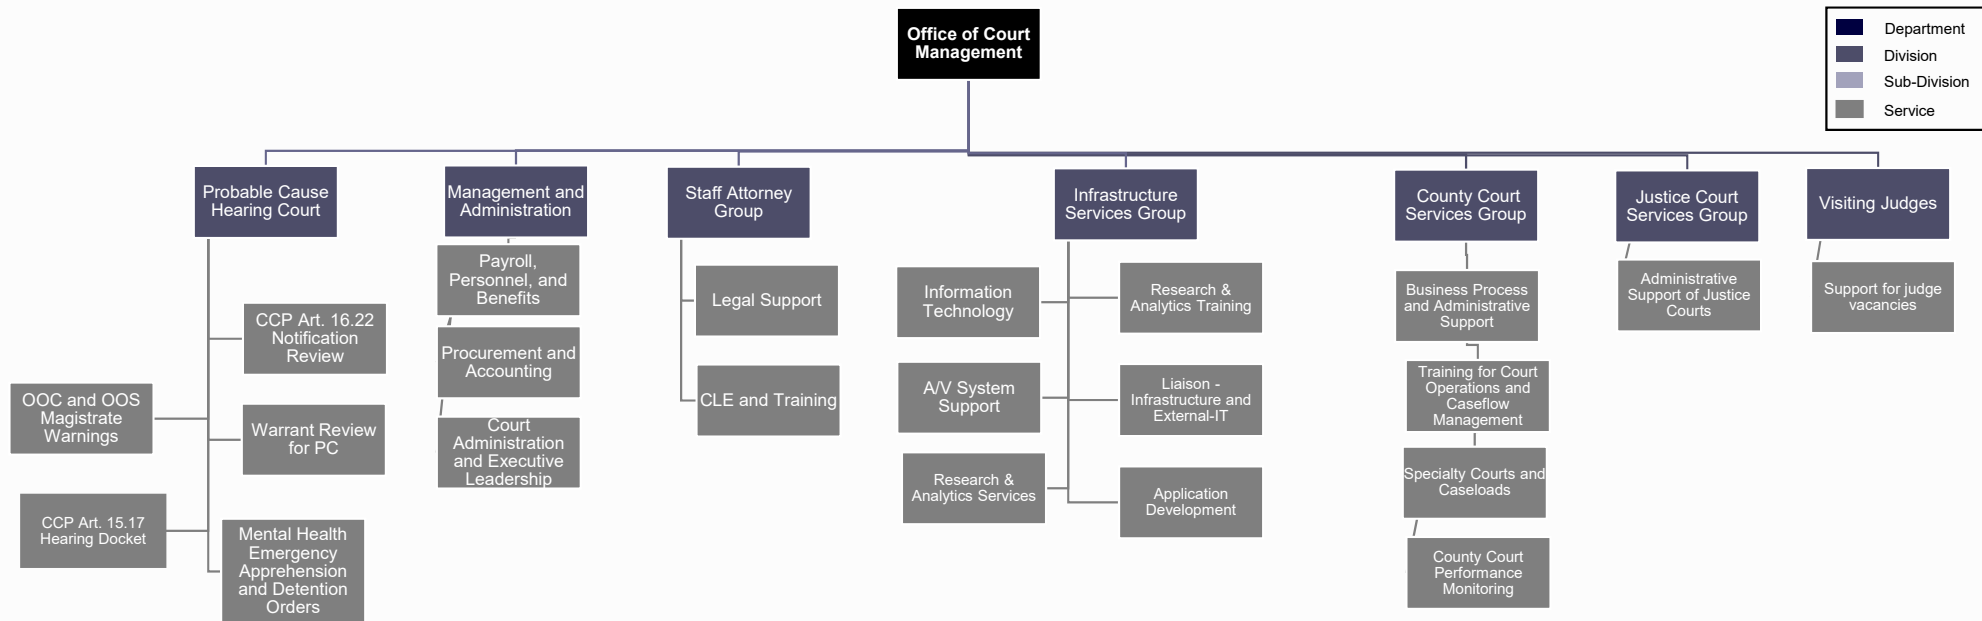 Office of Court
Management
Department
Division
Sub-Division
Service
Probable Cause
Hearing Court
CCP Art. 16.22
Notification
Review
OOC and OOS
Magistrate
Warnings
Warrant Review
for PC
CCP Art. 15.17
Hearing Docket
Mental Health
Emergency
Apprehension
and Detention
Orders
Management and
Administration
Payroll,
Personnel, and
Benefits
Procurement and
Accounting
Court
Administration
and Executive
Leadership
Staff Attorney
Group
Legal Support
CLE and Training
Infrastructure
Services Group
Information
Technology
Research &
Analytics Training
A/V System
Support
Liaison -
Infrastructure and
External-IT
Research &
Analytics Services
Application
Development
County Court
Services Group
Business Process
and Administrative
Support
Training for Court
Operations and
Caseflow
Management
Specialty Courts and
Caseloads
County Court
Performance
Monitoring
Justice Court
Services Group
Administrative
Support of Justice
Courts
Visiting Judges
Support for judge
vacancies